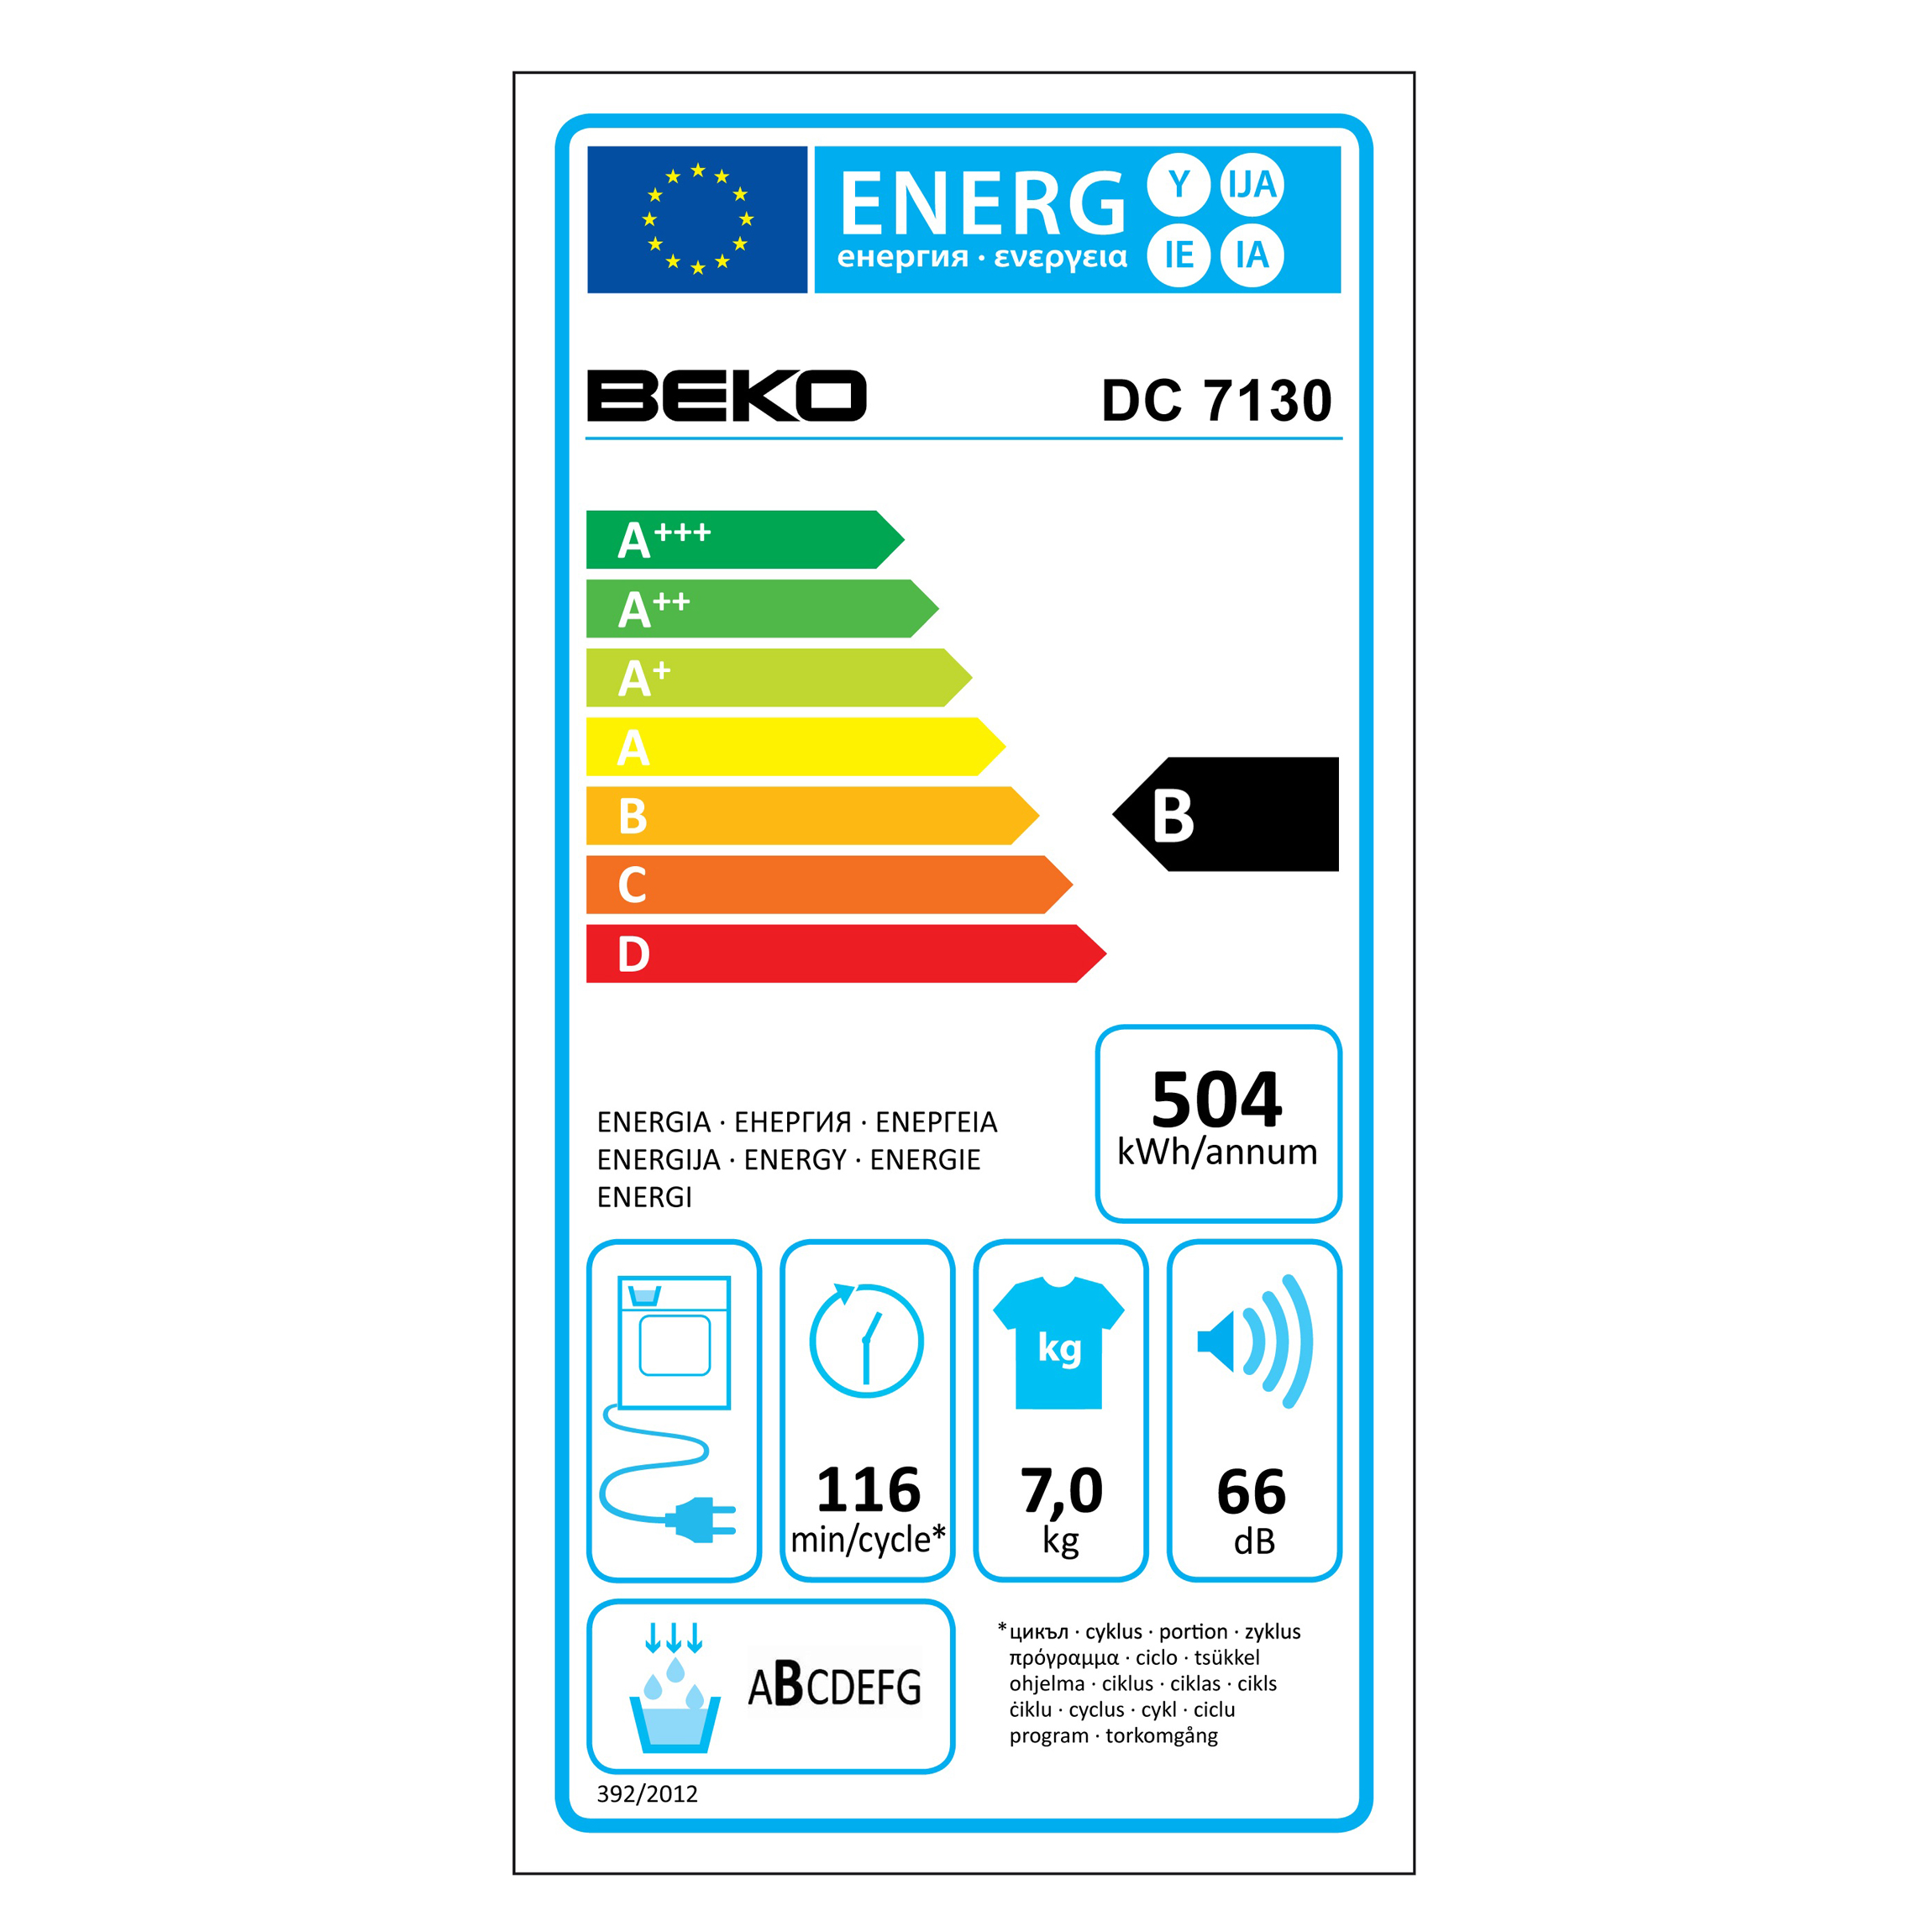 ENERG Y IJA
енергия · ενεργεια IE IA
BEKO DC 7130
A+++
A++
A+
A
B
B
C
D
504
kWh/annum
ENERGIA · ЕНЕРГИЯ · ΕΝΕΡΓΕΙΑ
ENERGIJA · ENERGY · ENERGIE
ENERGI
kg
116
min/cycle*
7,0
kg
66
dB
ABCDEFG
*цикъл · cyklus · portion · zyklus
πρόγραμμα · ciclo · tsükkel
ohjelma · ciklus · ciklas · cikls
ċiklu · cyclus · cykl · ciclu
program · torkomgång
392/2012